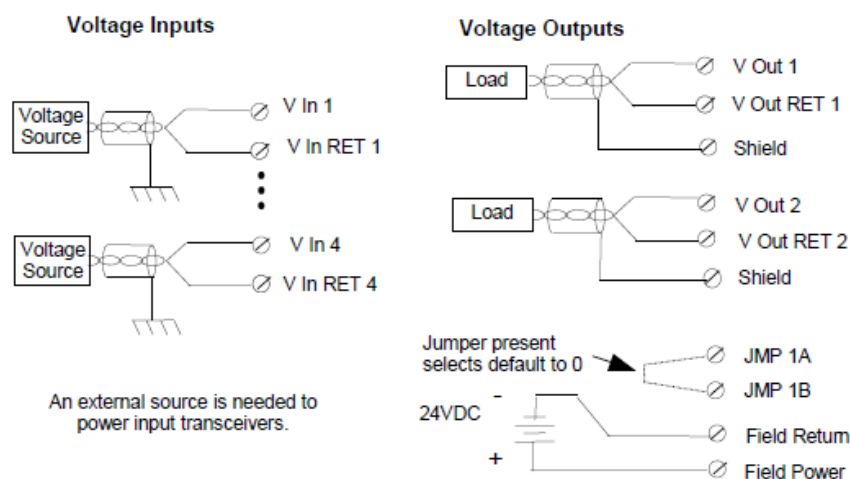 Voltage Inputs
Voltage
Source
V In 1
V In RET 1
Voltage
Source
V In 4
V In RET 4
An external source is needed to
power input transceivers.
Voltage Outputs
Load
V Out 1
V Out RET 1
Shield
Load
V Out 2
V Out RET 2
Shield
Jumper present
selects default to 0
JMP 1A
JMP 1B
24VDC
-
+
Field Return
Field Power